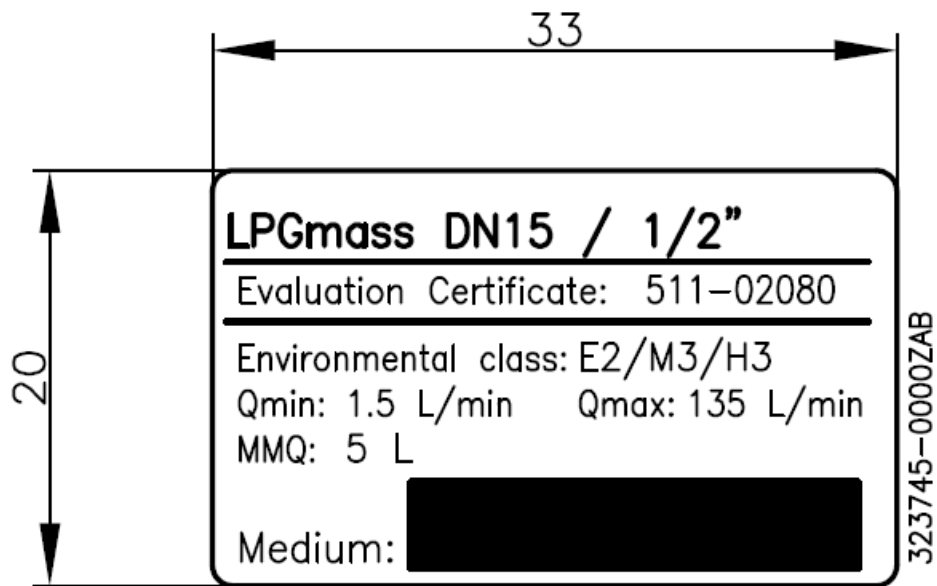 33
20
LPGmass DN15 / 1/2”
Evaluation Certificate: 511-02080
Environmental class: E2/M3/H3
Qmin: 1.5 L/min Qmax: 135 L/min
MMQ: 5 L
Medium:
323745-0000ZAB